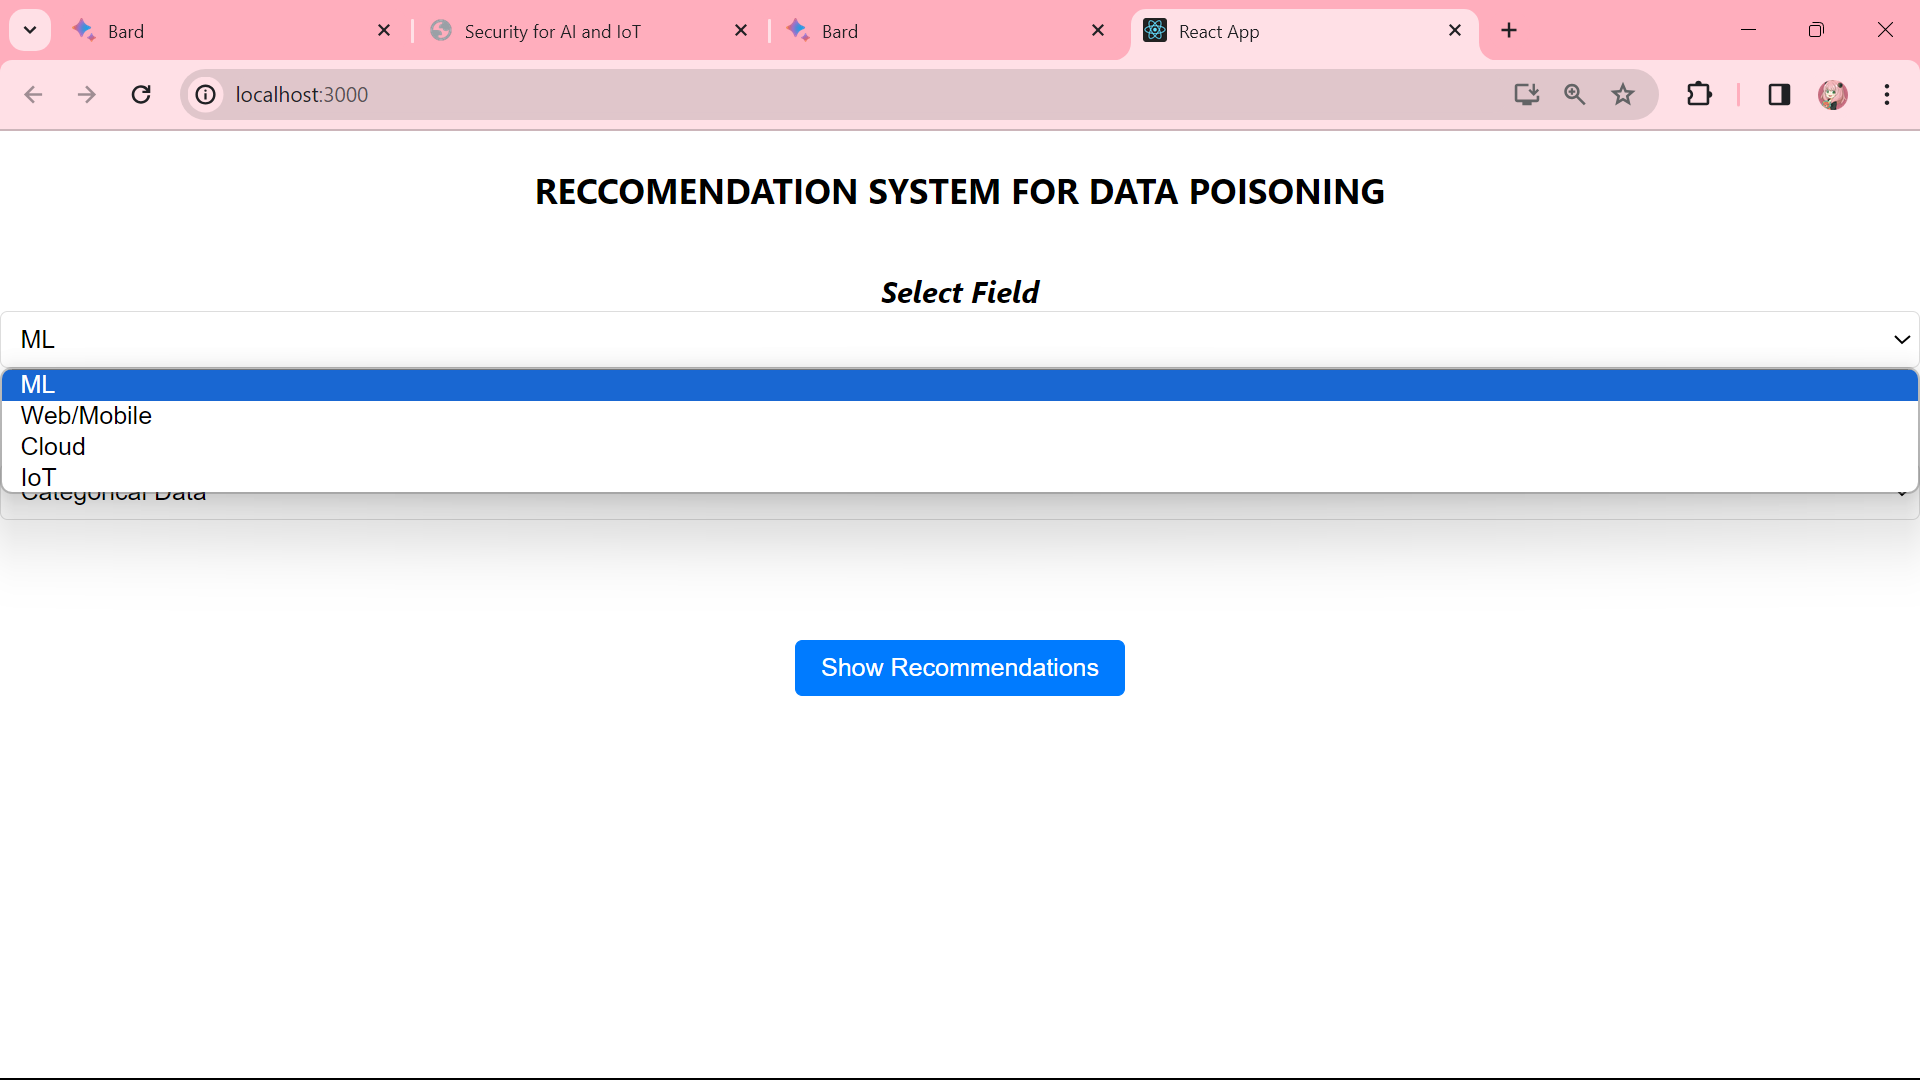 Bard
Security for AI and IoT
Bard
React App
localhost:3000
RECCOMENDATION SYSTEM FOR DATA POISONING
Select Field
ML
ML
Web/Mobile
Cloud
IoT
Categorical Data
Show Recommendations